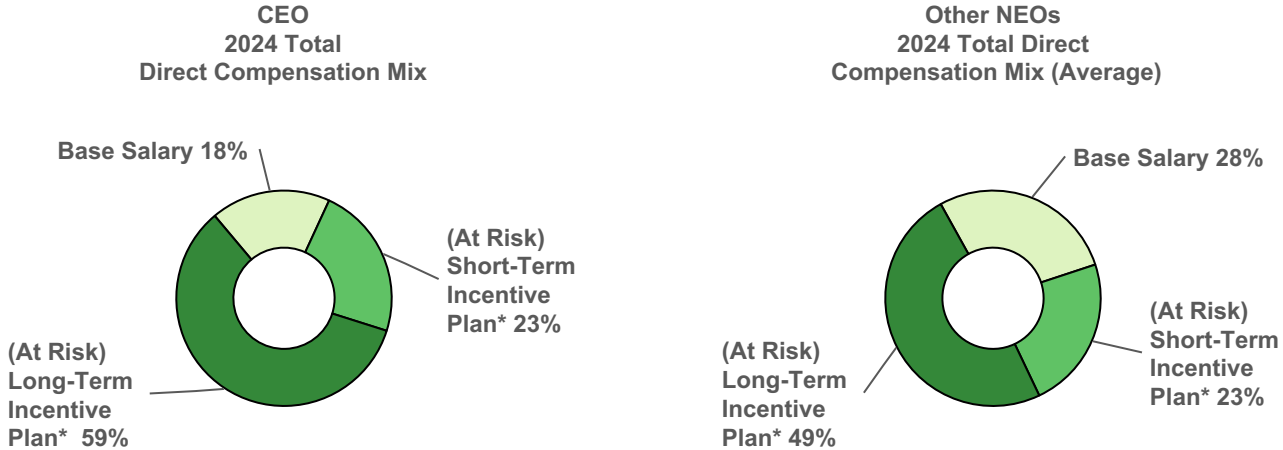 CEO
2024 Total
Direct Compensation Mix
Base Salary 18%
(At Risk)
Short-Term
Incentive
Plan* 23%
(At Risk)
Long-Term
Incentive
Plan* 59%
Other NEOs
2024 Total Direct
Compensation Mix (Average)
Base Salary 28%
(At Risk)
Short-Term
Incentive
Plan* 23%
(At Risk)
Long-Term
Incentive
Plan* 49%